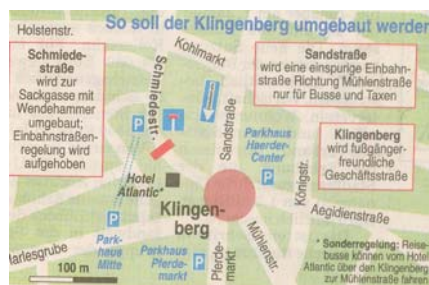 So soll der Klingenberg umgebaut werden
Holstenstr.
Kohlmarkt
Schmiede-
straße
wird zur
Sackgasse mit
Wendehammer
umgebaut;
Einbahnstraßen-
regelung wird
aufgehoben
Schmiedestr.
Sandstraße
wird eine einspurige Einbahn-
straße Richtung Mühlenstraße
nur für Busse und Taxen
Sandstraße
P
Parkhaus
Haerder-
Center
P
Klingenberg
wird fußgänger-
freundliche
Geschäftsstraße
Hotel
Atlantic*
Königstr.
Klingen-
berg
Aegidienstraße
P
Park-
haus
Mitte
Marlesgrube
Parkhaus
Pferde-
markt
P
Pferde-
markt
Mühlenstr.
* Sonderregelung: Reise-
busse können vom Hotel
Atlantic über den Klingenberg
zur Mühlenstraße fahren
100 m